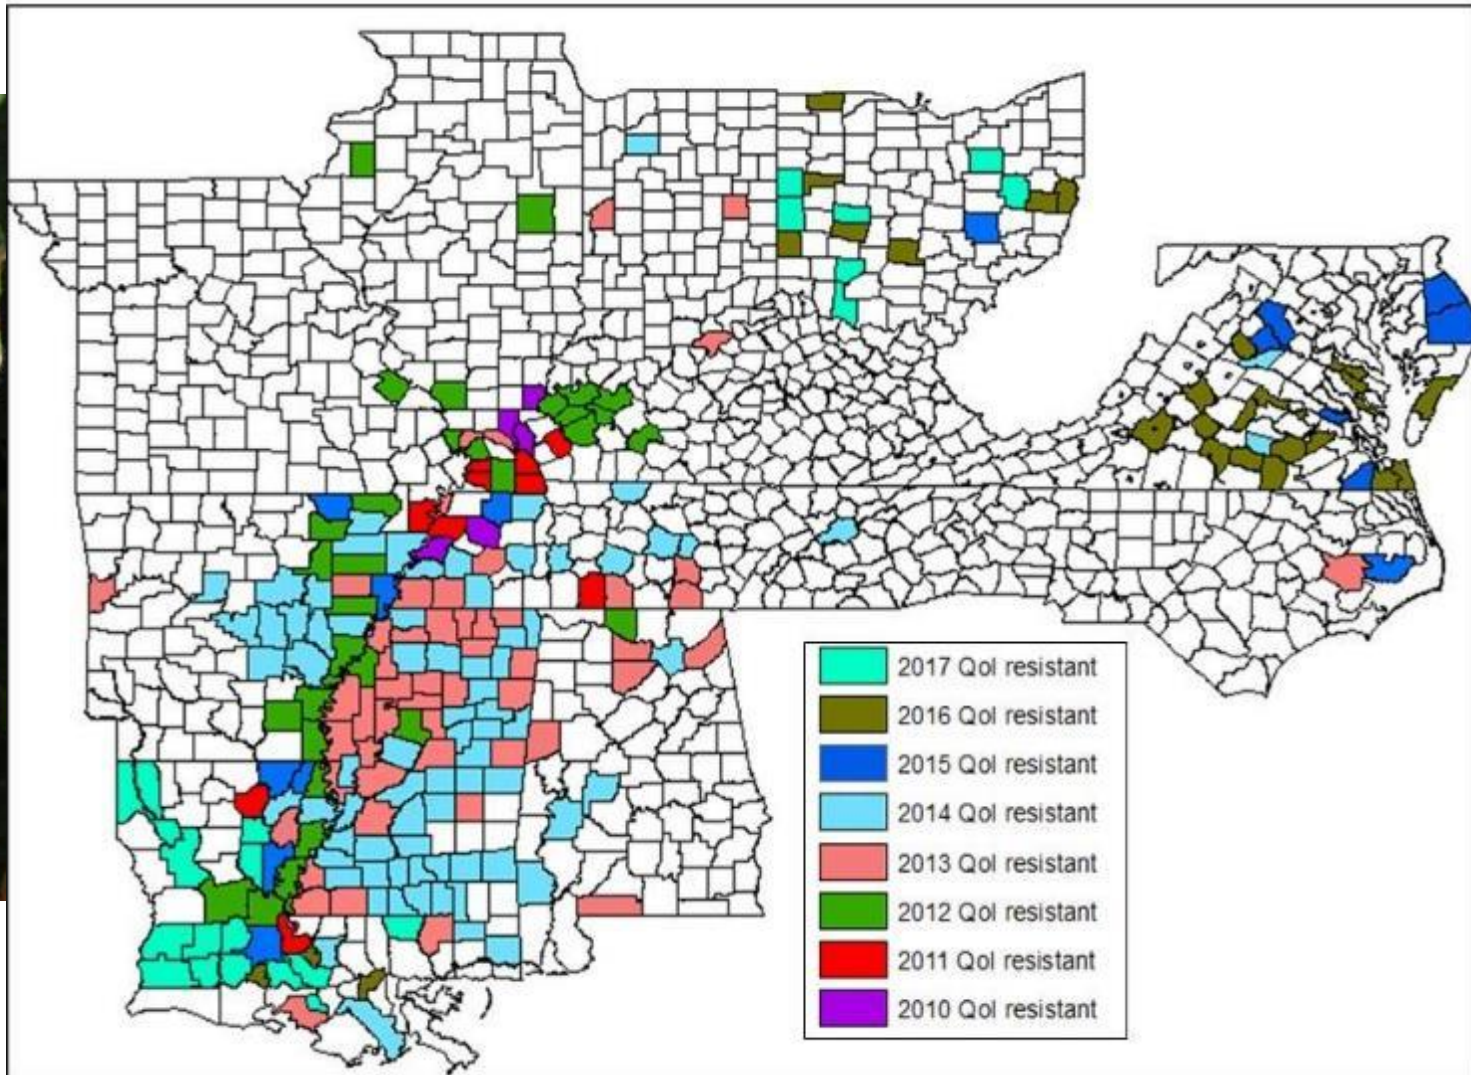 2017 QoI resistant
2016 QoI resistant
2015 QoI resistant
2014 QoI resistant
2013 QoI resistant
2012 QoI resistant
2011 QoI resistant
2010 QoI resistant